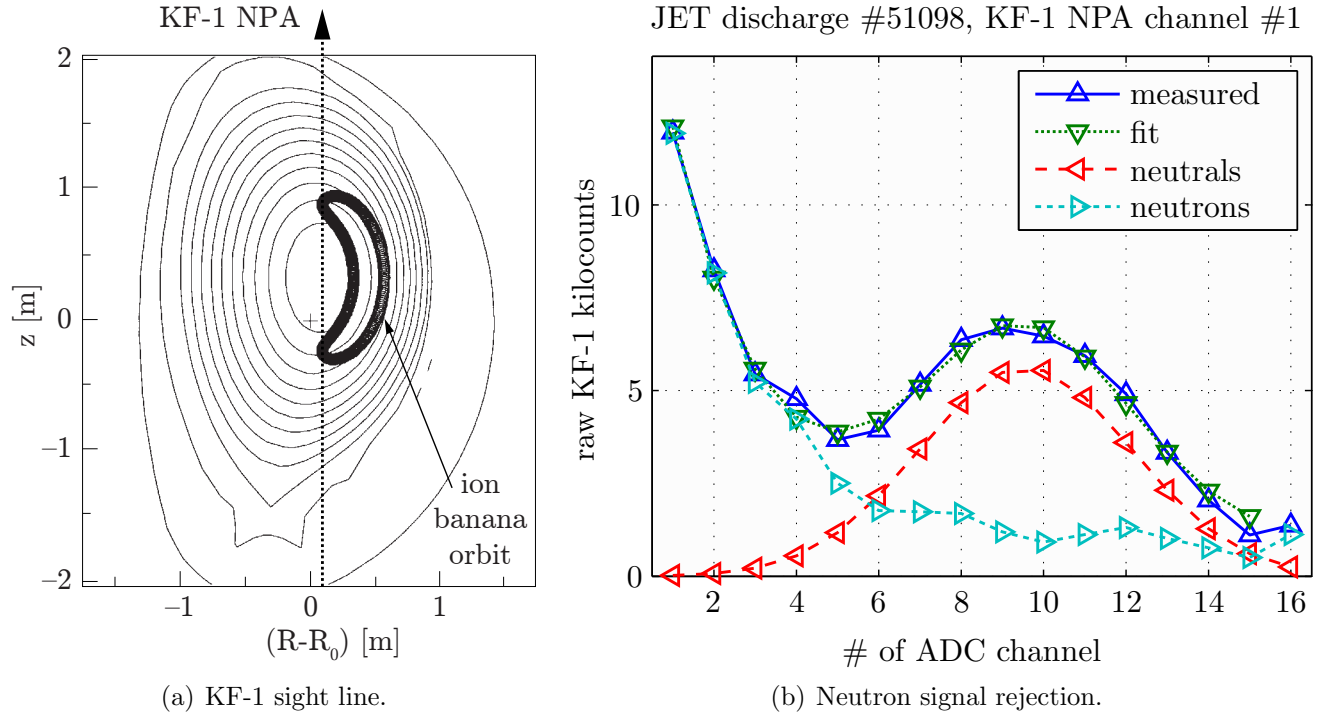 KF-1 NPA
2
1
0
−1
−2
z [m]
−1
0
1
(R-R₀) [m]
ion
banana
orbit
(a) KF-1 sight line.
JET discharge #51098, KF-1 NPA channel #1
measured
fit
neutrals
neutrons
raw KF-1 kilocounts
10
5
0
2 4 6 8 10 12 14 16
# of ADC channel
(b) Neutron signal rejection.